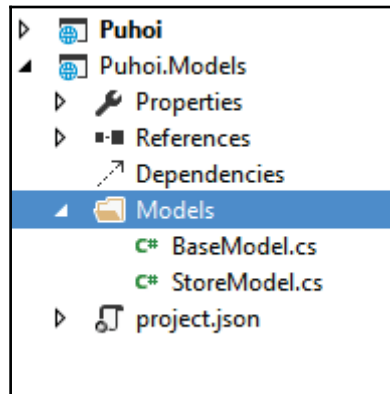 Puhoi
Puhoi.Models
Properties
References
Dependencies
Models
C# BaseModel.cs
C# StoreModel.cs
project.json